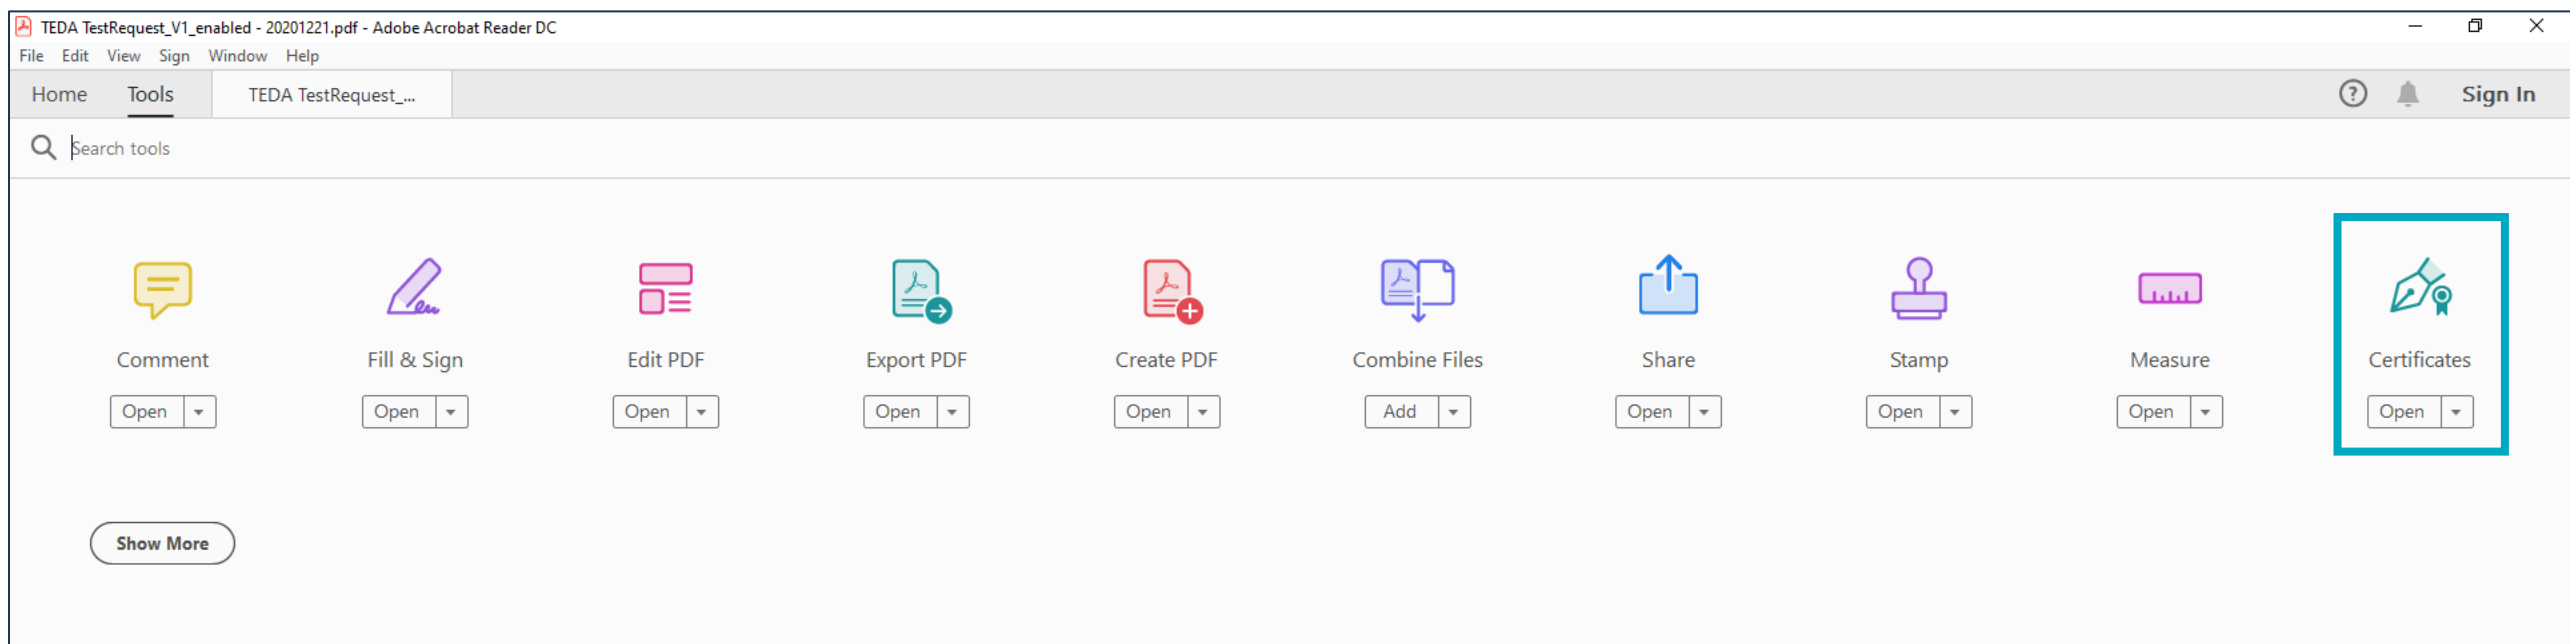 TEDA TestRequest_V1_enabled - 20201221.pdf - Adobe Acrobat Reader DC
File Edit View Sign Window Help
Home Tools TEDA TestRequest_... ? Sign In
Search tools
Comment Fill & Sign Edit PDF Export PDF Create PDF Combine Files Share Stamp Measure Certificates
Open Open Open Open Open Add Open Open Open Open
Show More